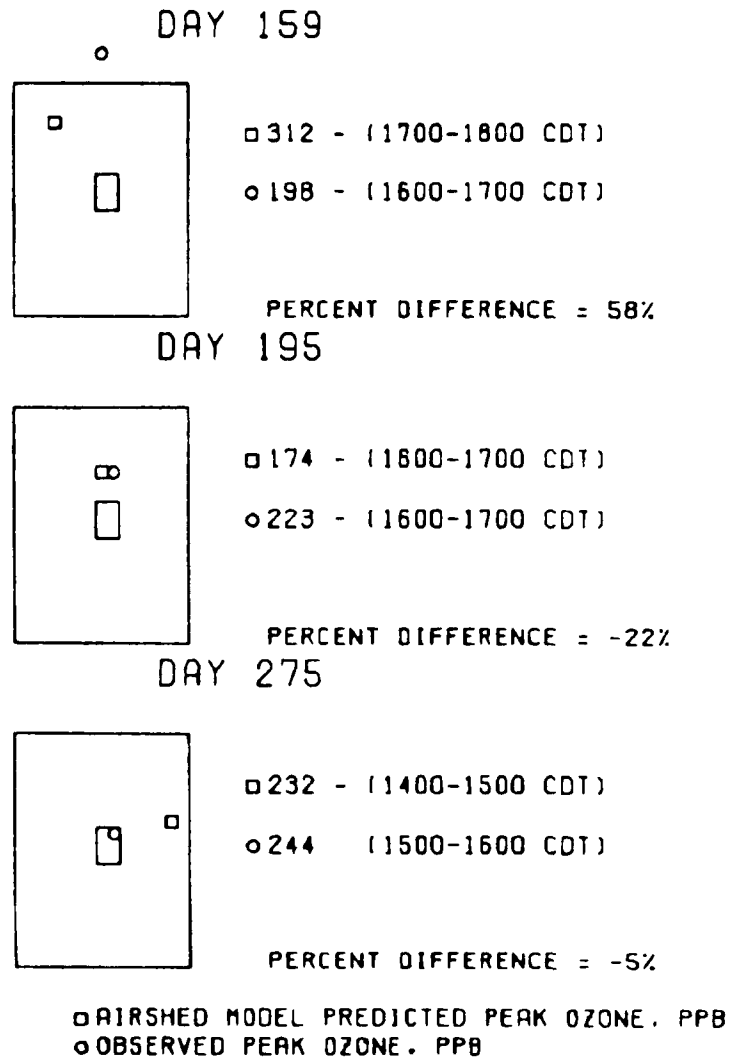 DAY 159
□ 312 - (1700-1800 CDT)
○ 198 - (1600-1700 CDT)
PERCENT DIFFERENCE = 58%
DAY 195
□ 174 - (1600-1700 CDT)
○ 223 - (1600-1700 CDT)
PERCENT DIFFERENCE = -22%
DAY 275
□ 232 - (1400-1500 CDT)
○ 244 (1500-1600 CDT)
PERCENT DIFFERENCE = -5%
□ AIRSHED MODEL PREDICTED PEAK OZONE, PPB
○ OBSERVED PEAK OZONE, PPB